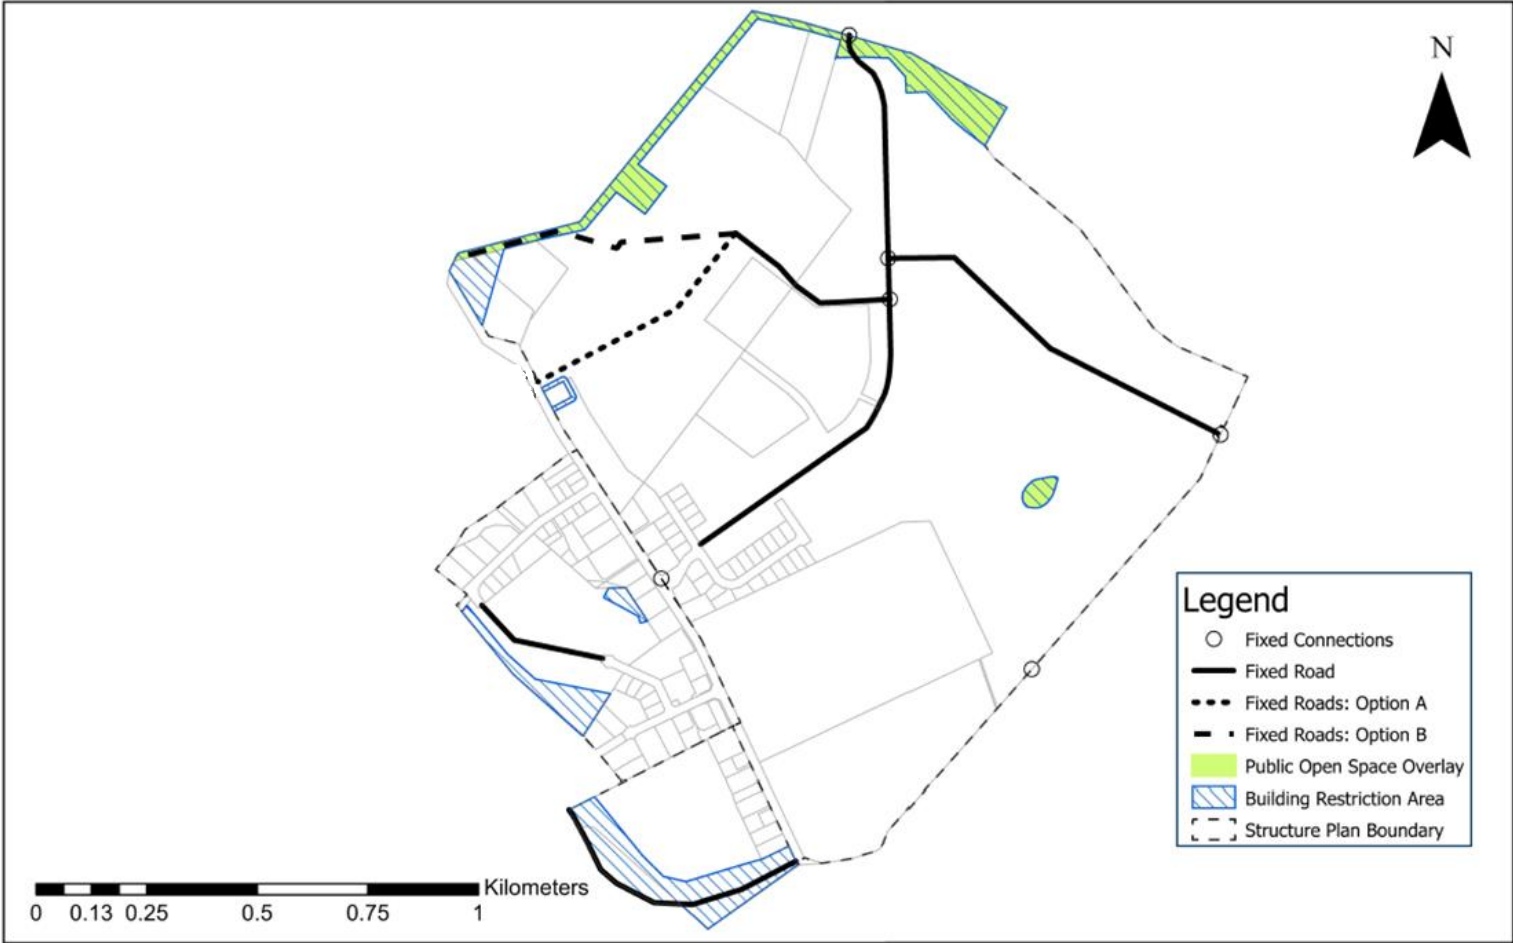 N
Legend
Fixed Connections
Fixed Road
Fixed Roads: Option A
Fixed Roads: Option B
Public Open Space Overlay
Building Restriction Area
Structure Plan Boundary
Kilometers
0 0.13 0.25 0.5 0.75 1